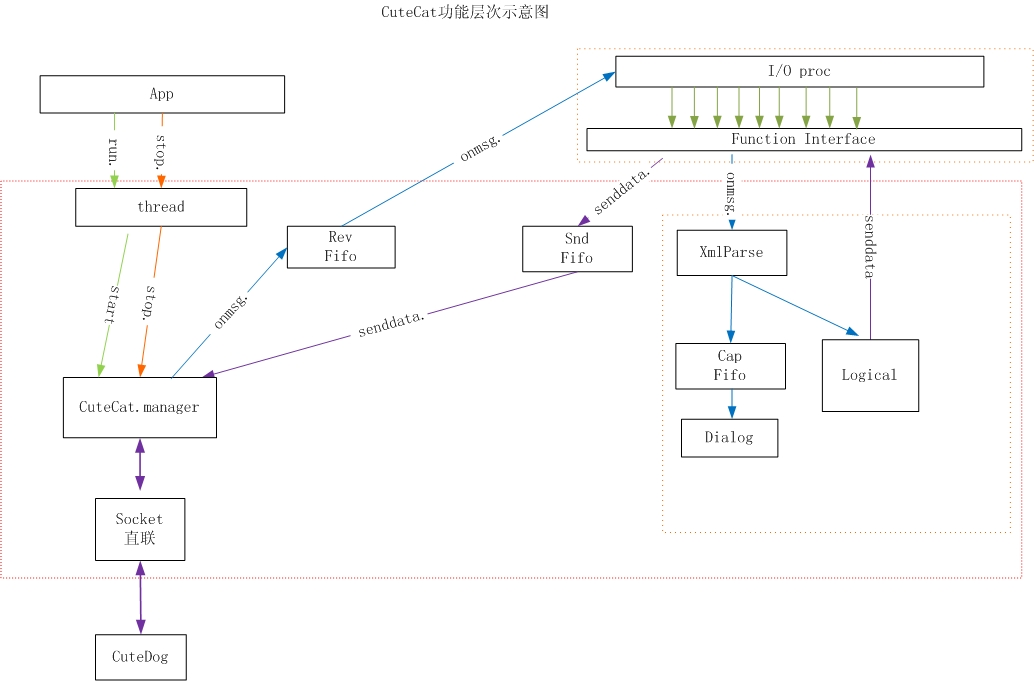 CuteCat功能层次示意图
I/O proc
App
Function Interface
run.
stop.
onmsg.
senddata.
onmsg.
thread
Rev
Fifo
Snd
Fifo
XmlParse
senddata
start
stop.
onmsg.
senddata.
Cap
Fifo
Logical
CuteCat.manager
Dialog
Socket
直联
CuteDog